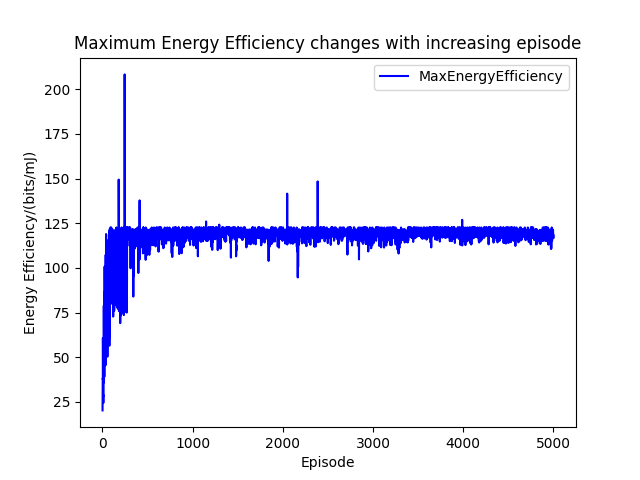 Maximum Energy Efficiency changes with increasing episode
MaxEnergyEfficiency
Energy Efficiency/(bits/mJ)
200
175
150
125
100
75
50
25
0 1000 2000 3000 4000 5000
Episode